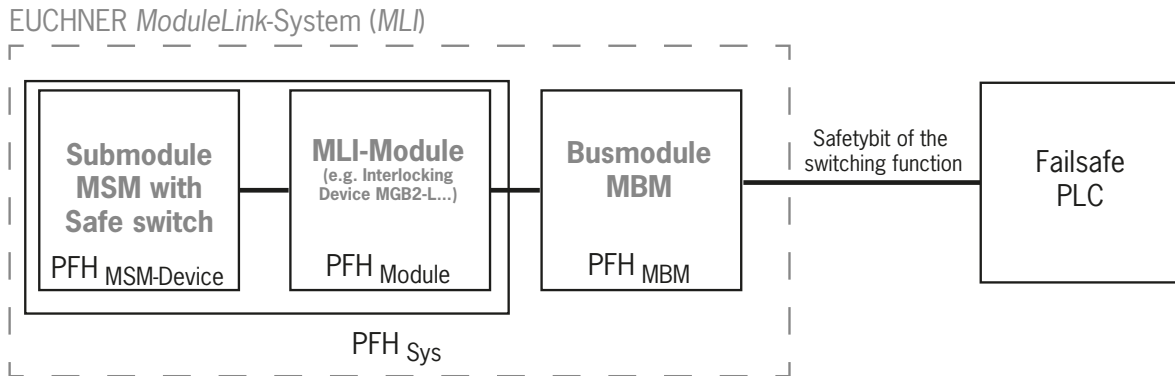 EUCHNER ModuleLink-System (MLI)
Submodule
MSM with
Safe switch
PFH MSM-Device
MLI-Module
(e.g. Interlocking
Device MGB2-L...)
PFH Module
Busmodule
MBM
PFH MBM
PFH Sys
Safetybit of the
switching function
Failsafe
PLC